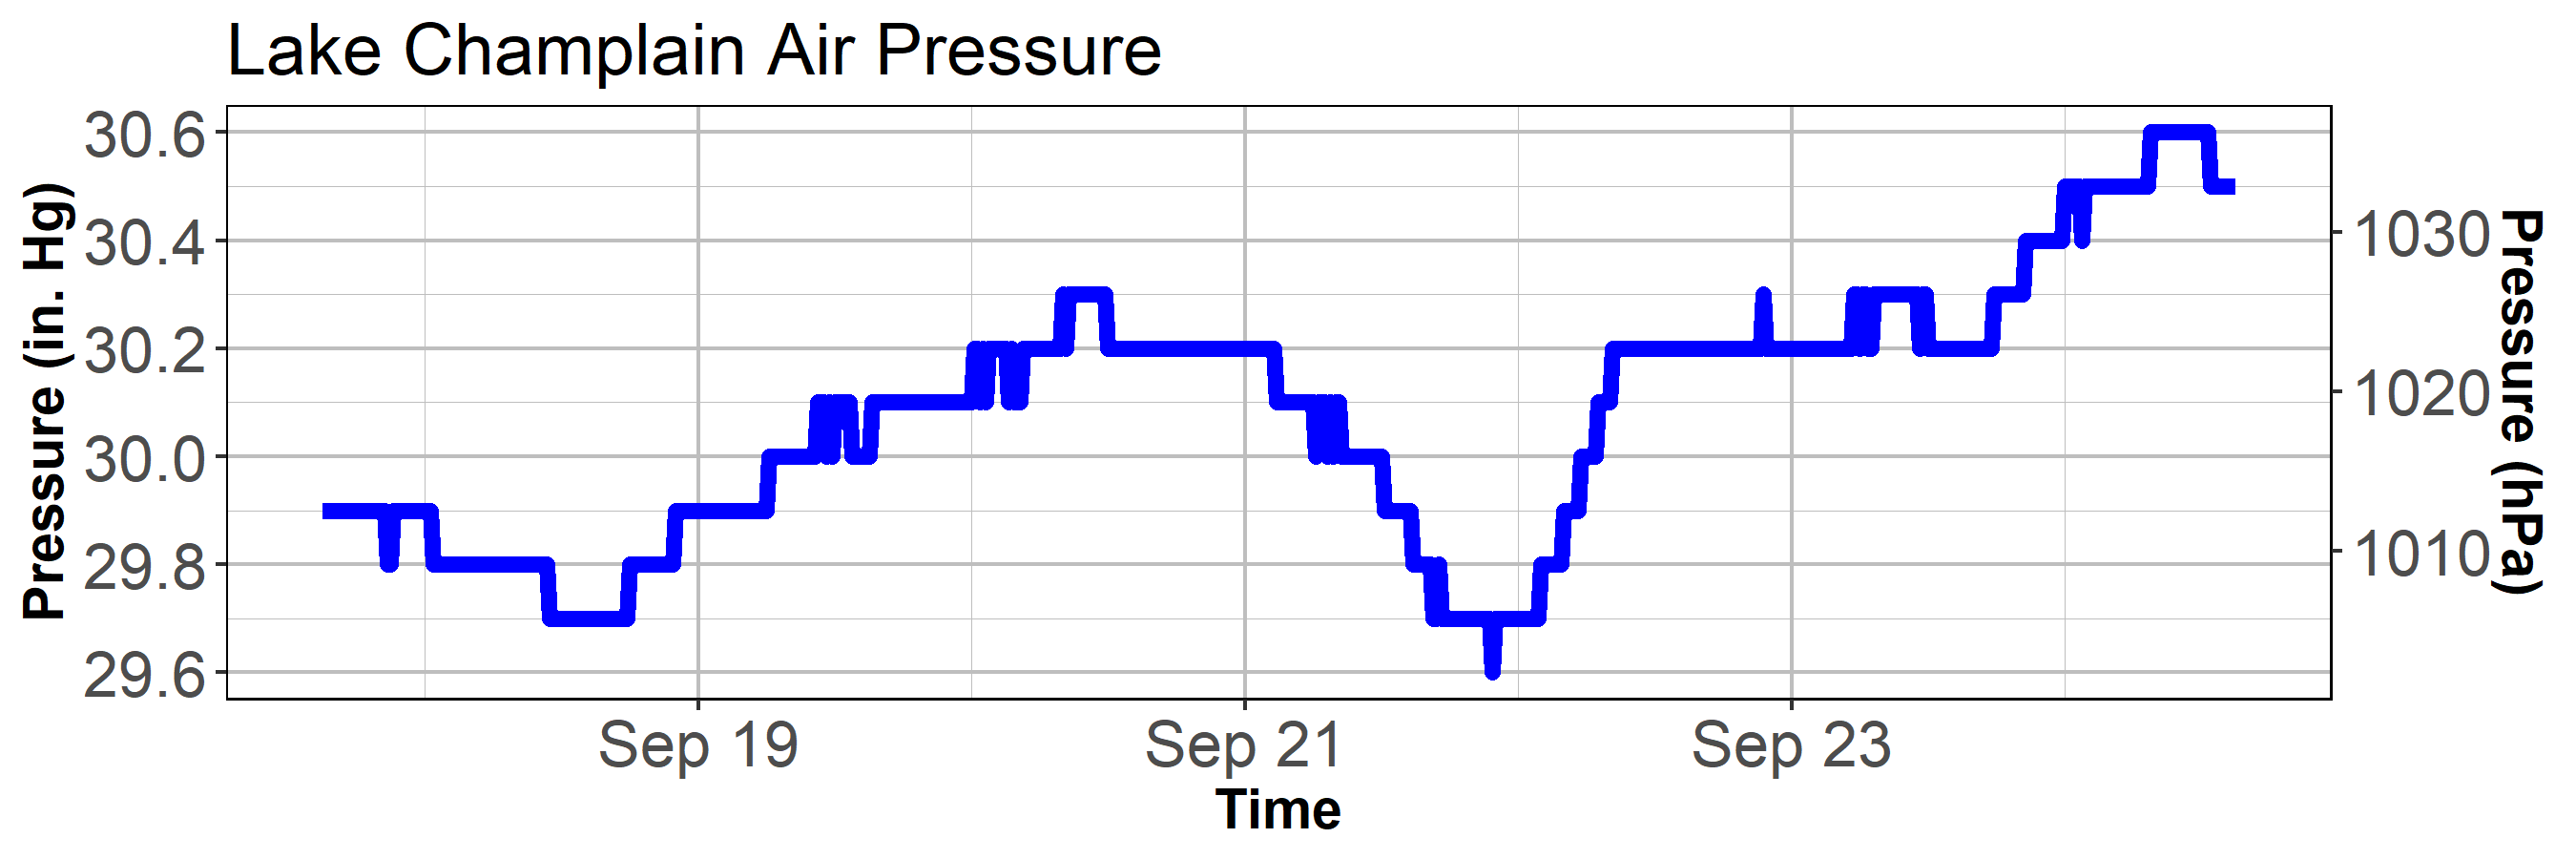 Lake Champlain Air Pressure
Pressure (in. Hg)
30.6
30.4
30.2
30.0
29.8
29.6
1030
1020
1010
Pressure (hPa)
Sep 19
Sep 21
Sep 23
Time